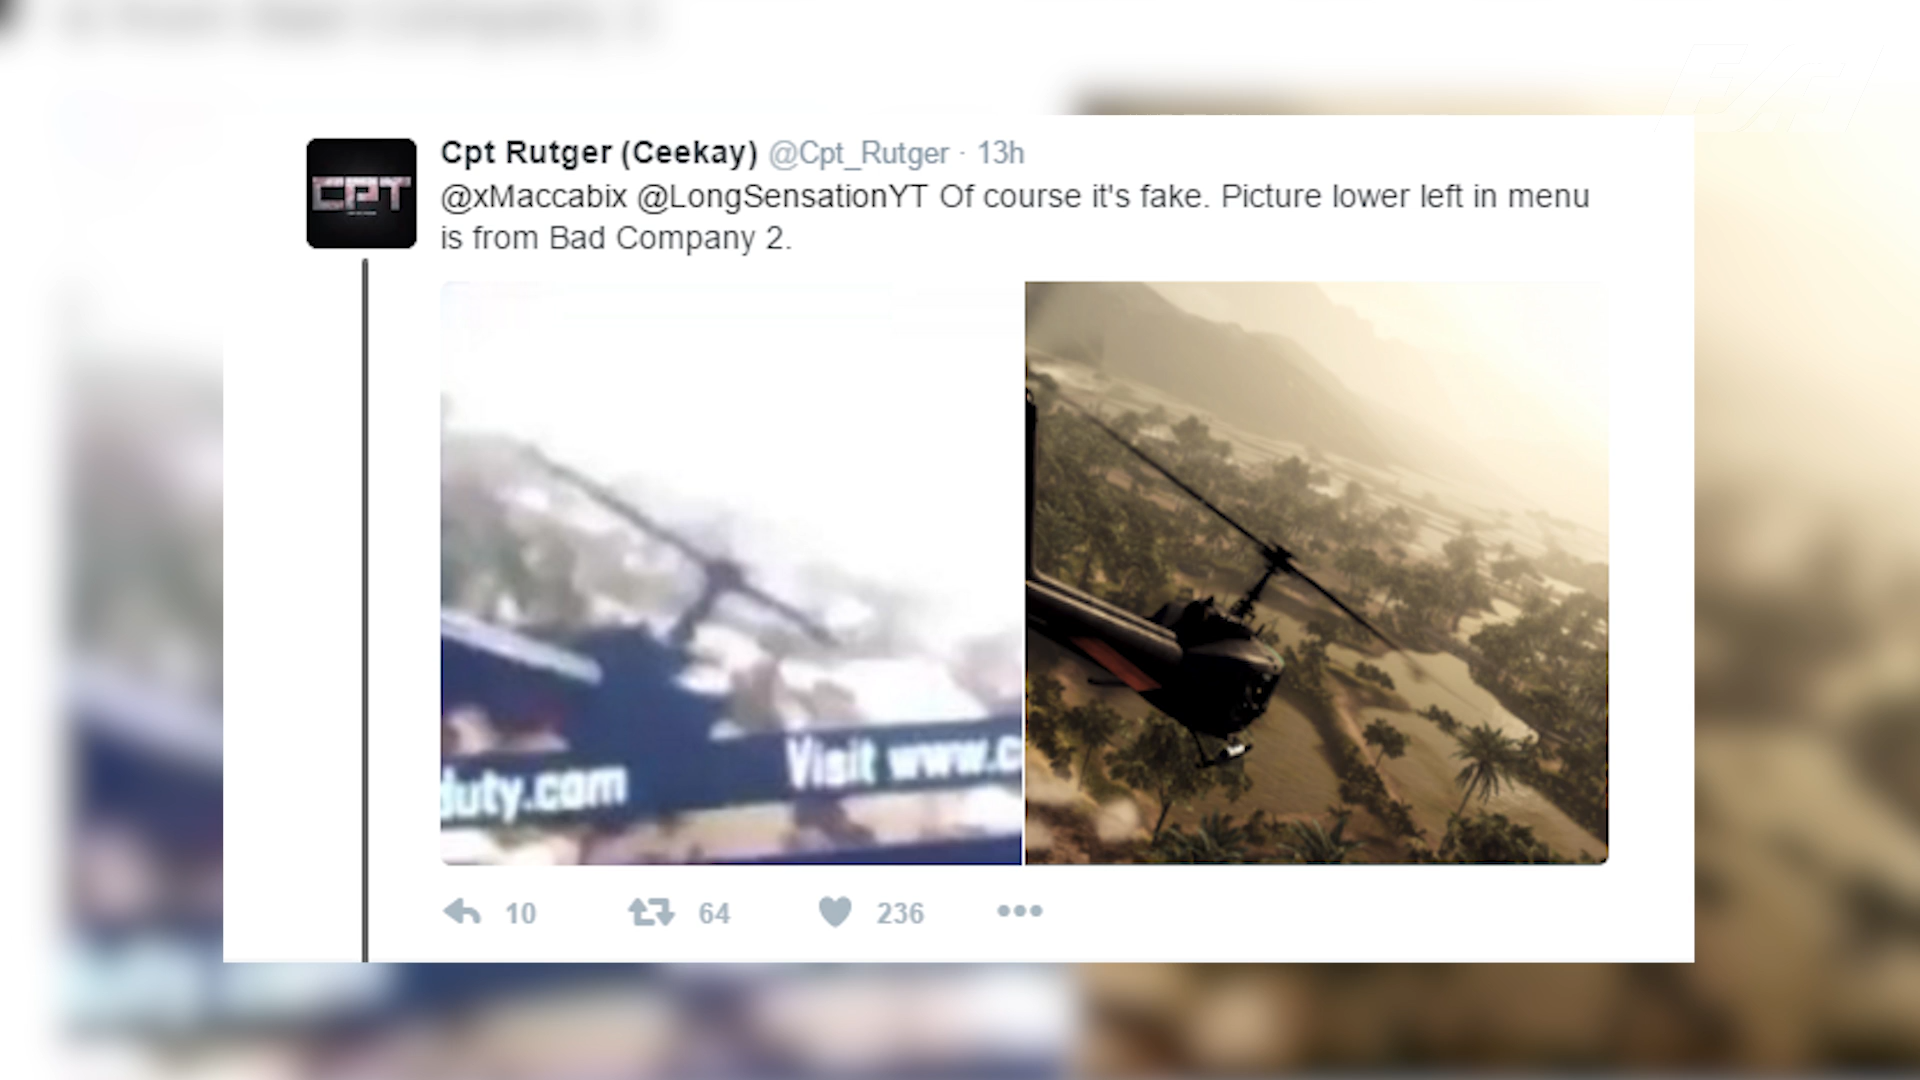 CPT
Cpt Rutger (Ceekay) @Cpt_Rutger · 13h
@xMaccabix @LongSensationYT Of course it's fake. Picture lower left in menu
is from Bad Company 2.
duty.com Visit www.c
10 64 236